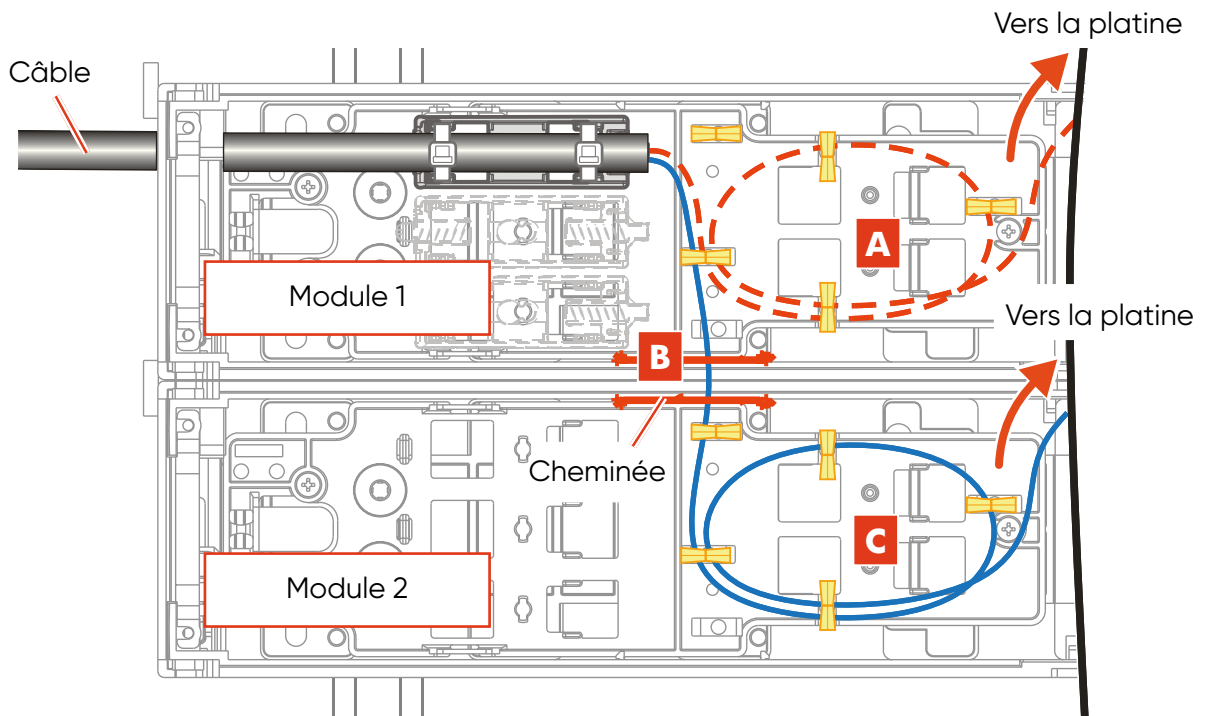 Vers la platine
Câble
A
Module 1
Vers la platine
B
Cheminée
C
Module 2